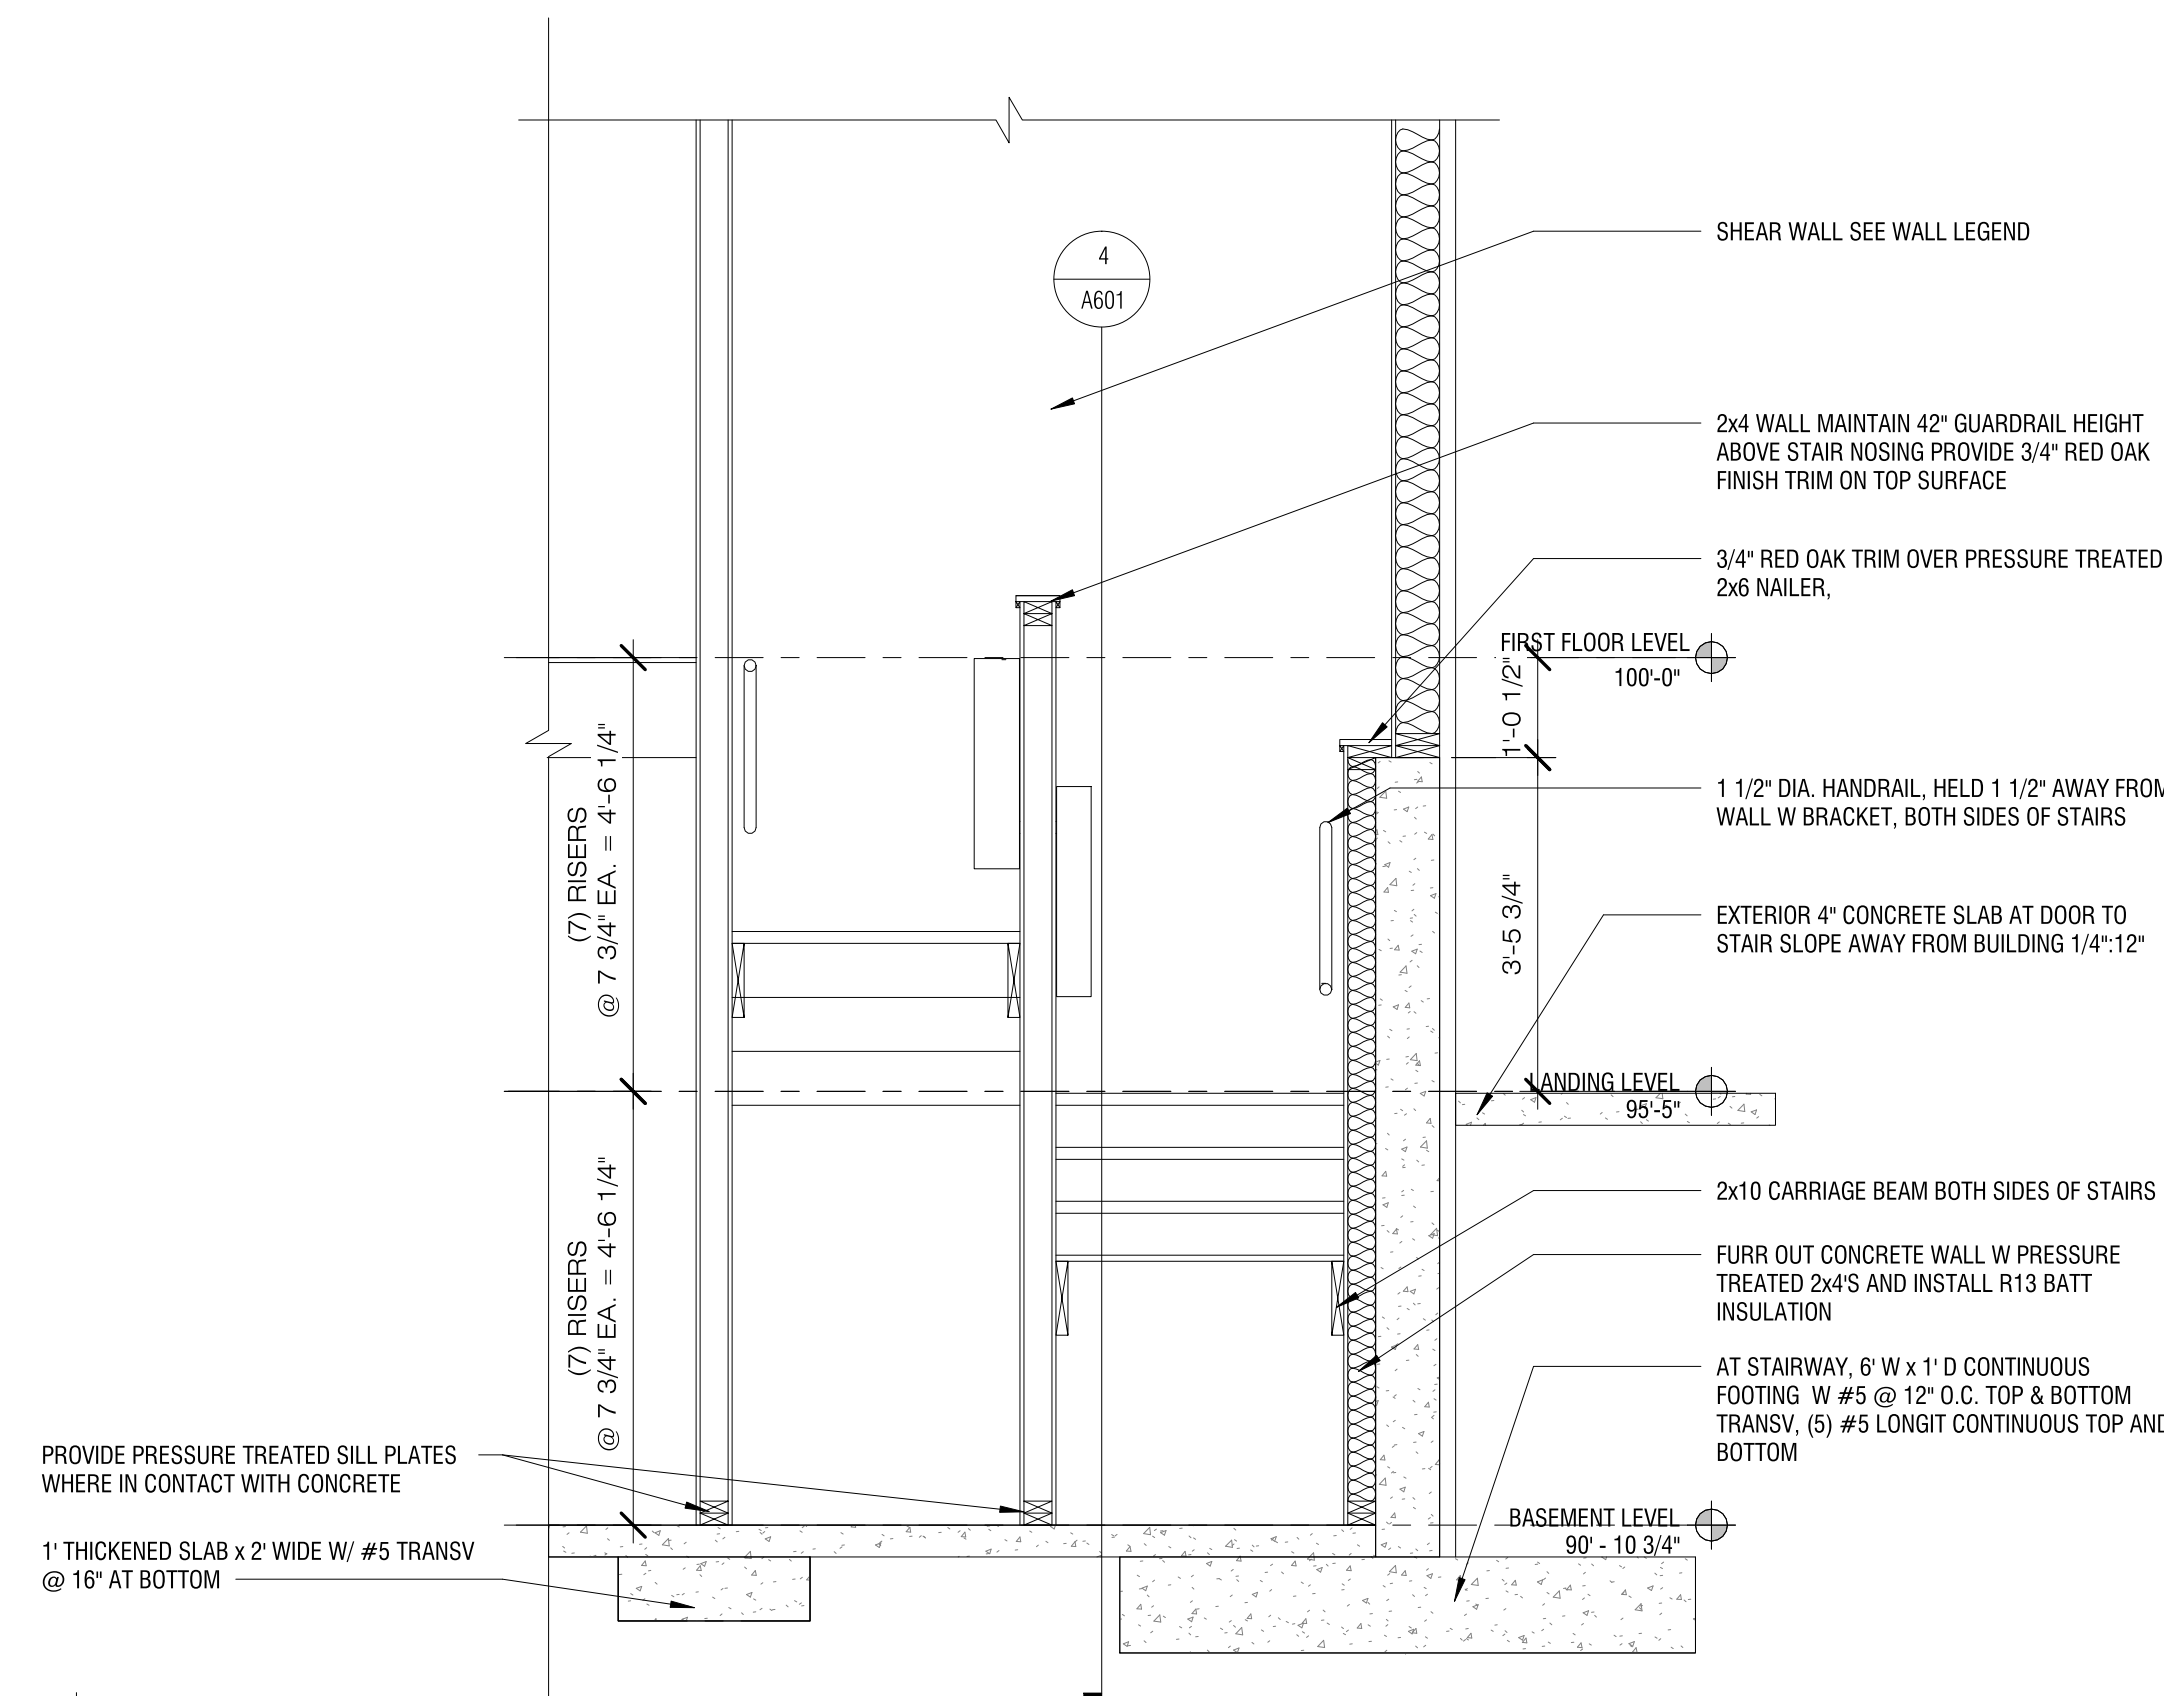 4
A601
SHEAR WALL SEE WALL LEGEND
2x4 WALL MAINTAIN 42" GUARDRAIL HEIGHT
ABOVE STAIR NOSING PROVIDE 3/4" RED OAK
FINISH TRIM ON TOP SURFACE
3/4" RED OAK TRIM OVER PRESSURE TREATED
2x6 NAILER,
FIRST FLOOR LEVEL
100'-0"
1'-0 1/2"
1 1/2" DIA. HANDRAIL, HELD 1 1/2" AWAY FROM
WALL W BRACKET, BOTH SIDES OF STAIRS
(7) RISERS
@ 7 3/4" EA. = 4'-6 1/4"
3'-5 3/4"
EXTERIOR 4" CONCRETE SLAB AT DOOR TO
STAIR SLOPE AWAY FROM BUILDING 1/4":12"
LANDING LEVEL
95'-5"
2x10 CARRIAGE BEAM BOTH SIDES OF STAIRS
FURR OUT CONCRETE WALL W PRESSURE
TREATED 2x4'S AND INSTALL R13 BATT
INSULATION
(7) RISERS
@ 7 3/4" EA. = 4'-6 1/4"
AT STAIRWAY, 6' W x 1' D CONTINUOUS
FOOTING W #5 @ 12" O.C. TOP & BOTTOM
TRANSV, (5) #5 LONGIT CONTINUOUS TOP AND
BOTTOM
PROVIDE PRESSURE TREATED SILL PLATES
WHERE IN CONTACT WITH CONCRETE
BASEMENT LEVEL
90' - 10 3/4"
1' THICKENED SLAB x 2' WIDE W/ #5 TRANSV
@ 16" AT BOTTOM